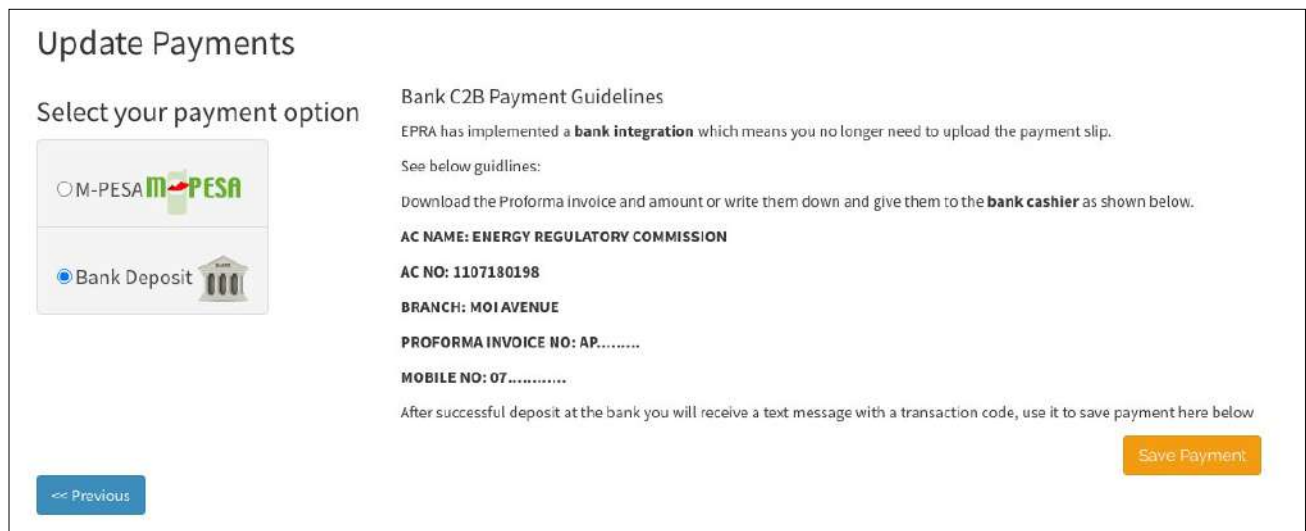 Update Payments
Select your payment option
M-PESA M-PESA
Bank Deposit
Bank C2B Payment Guidelines
EPRA has implemented a bank integration which means you no longer need to upload the payment slip.
See below guidlines:
Download the Proforma invoice and amount or write them down and give them to the bank cashier as shown below.
AC NAME: ENERGY REGULATORY COMMISSION
AC NO: 1107180198
BRANCH: MOI AVENUE
PROFORMA INVOICE NO: AP.........
MOBILE NO: 07............
After successful deposit at the bank you will receive a text message with a transaction code, use it to save payment here below
Save Payment
<< Previous